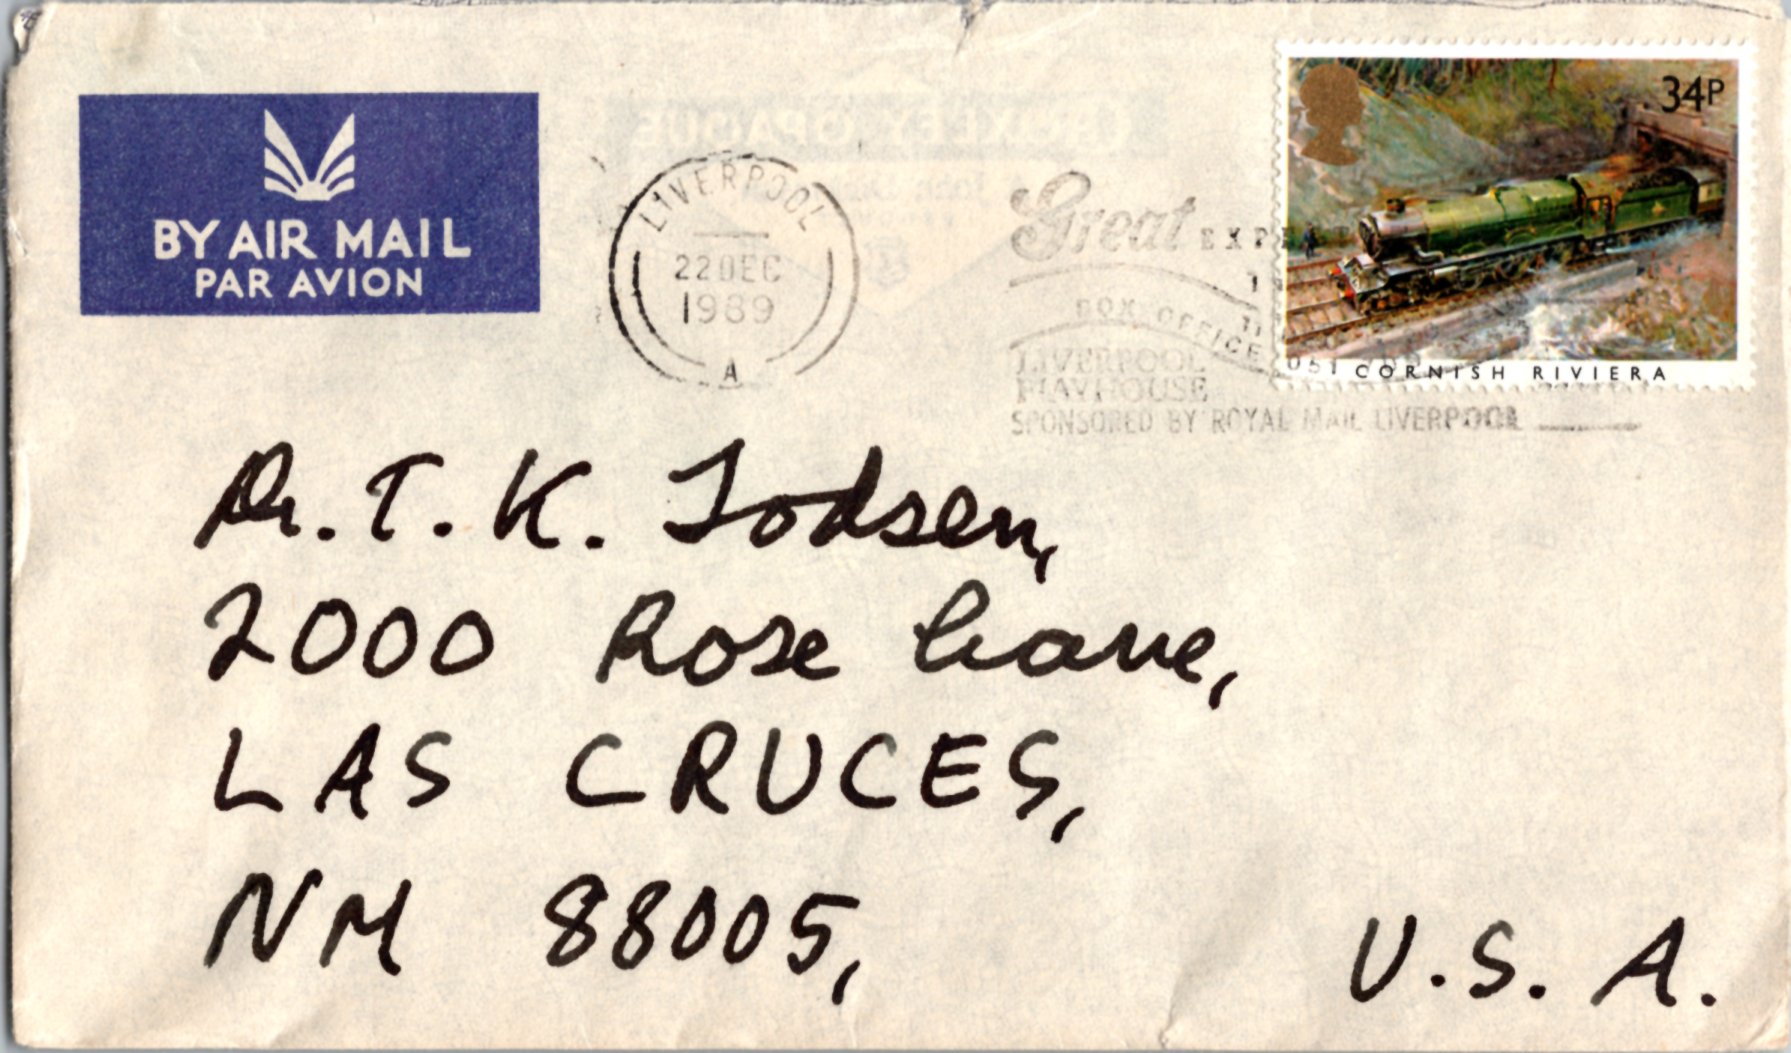 BY AIR MAIL
PAR AVION
LIVERPOOL
22 DEC
1989
A
Great
BOX OFFICE 051
LIVERPOOL
PLAYHOUSE
SPONSORED BY ROYAL MAIL LIVERPOOL
34P
CORNISH RIVIERA
Dr. T. K. Todsen,
2000 Rose Lane,
LAS CRUCES,
NM 88005,
U.S.A.